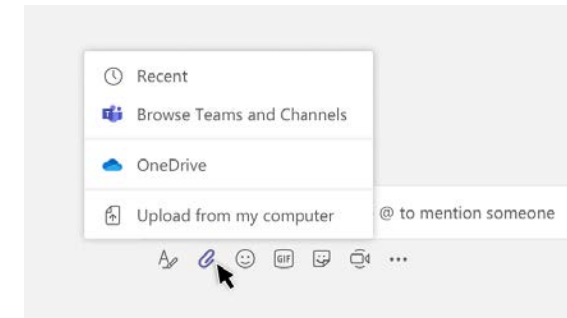 Recent
Browse Teams and Channels
OneDrive
Upload from my computer
@ to mention someone
GIF